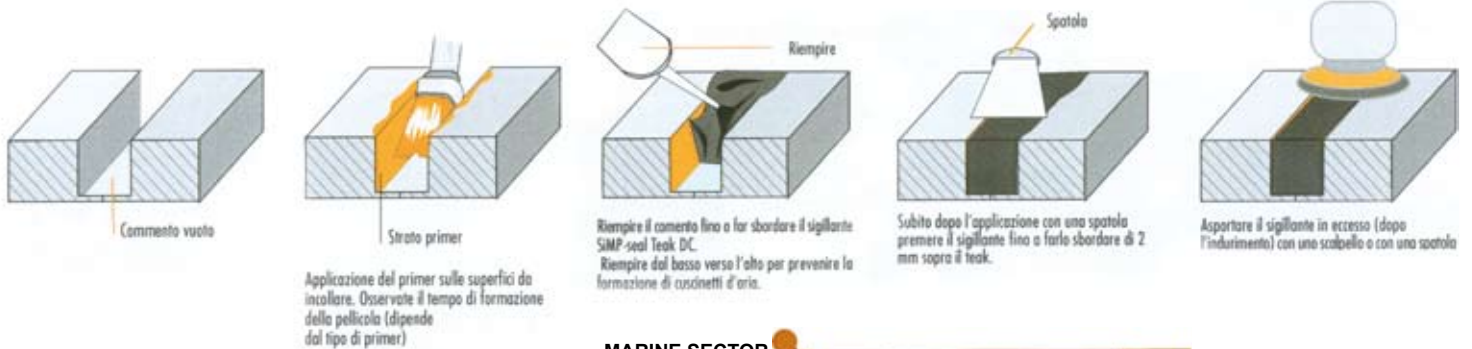 Commento vuoto
Strato primer
Applicazione del primer sulle superfici da
incollare. Osservate il tempo di formazione
della pellicola (dipende
dal tipo di primer)
Riempire
Riempire il comento fino a far sbordare il sigillante
SiMP-seal Teak DC.
Riempire dal basso verso l'alto per prevenire la
formazione di cuscinetti d'aria.
Spatola
Subito dopo l'applicazione con una spatola
premere il sigillante fino a farlo sbordare di 2
mm sopra il teak.
Asportare il sigillante in eccesso (dopo
l'indurimento) con uno scalpello o con una spatola
MARINE SECTOR